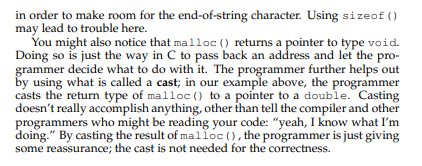 in order to make room for the end-of-string character. Using sizeof()
may lead to trouble here.
You might also notice that malloc() returns a pointer to type void.
Doing so is just the way in C to pass back an address and let the pro-
grammer decide what to do with it. The programmer further helps out
by using what is called a cast; in our example above, the programmer
casts the return type of malloc() to a pointer to a double. Casting
doesn't really accomplish anything, other than tell the compiler and other
programmers who might be reading your code: “yeah, I know what I'm
doing.” By casting the result of malloc(), the programmer is just giving
some reassurance; the cast is not needed for the correctness.